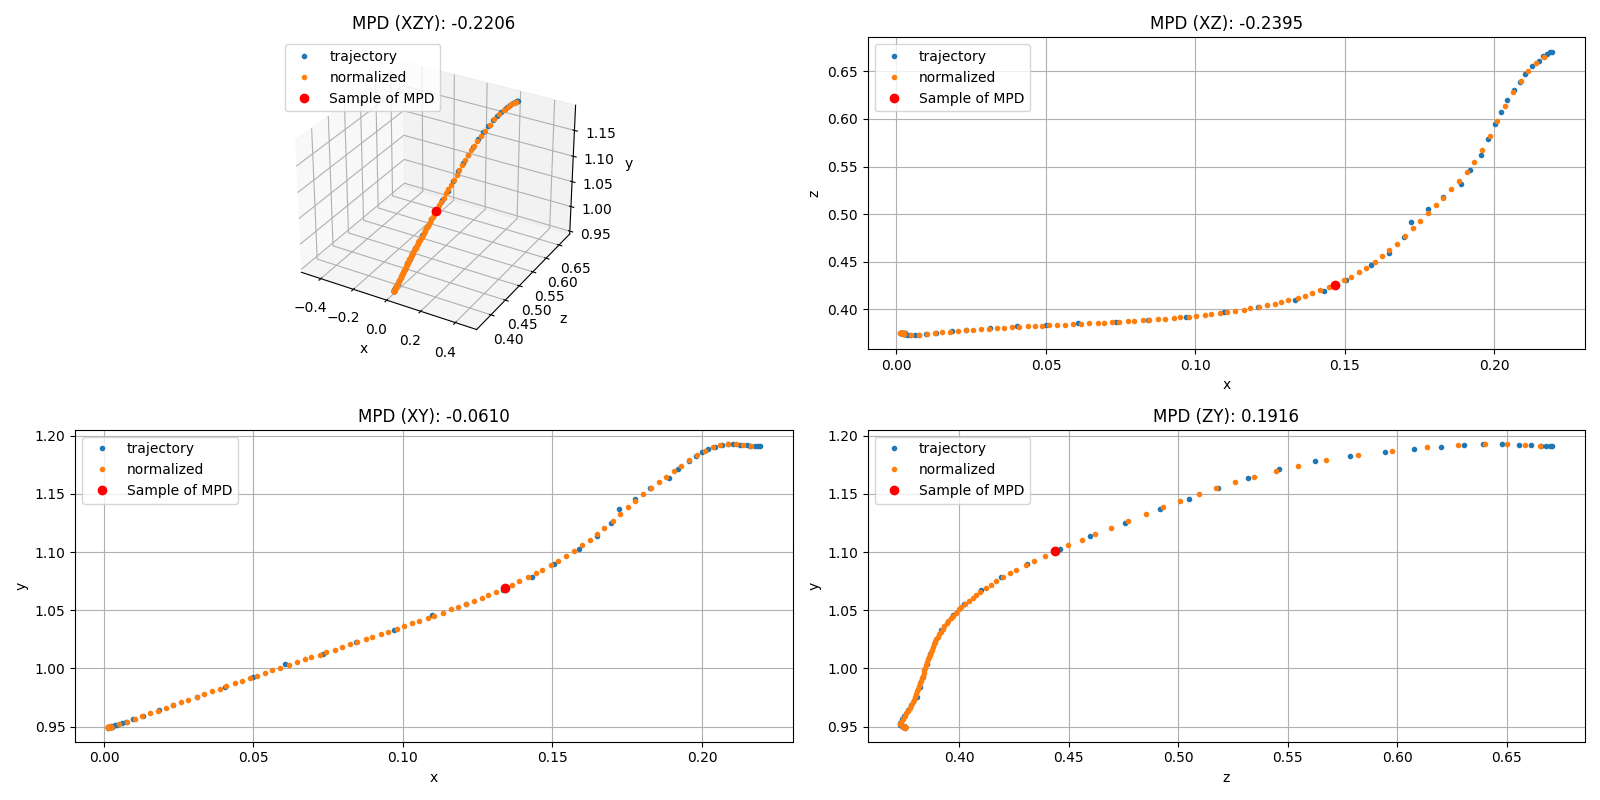 MPD (XZY): -0.2206
trajectory
normalized
Sample of MPD
1.15
1.10
1.05
1.00
0.95
y
0.65
0.60
0.55
0.50
0.45
0.40
z
−0.4
−0.2
0.0
0.2
0.4
x
MPD (XZ): -0.2395
trajectory
normalized
Sample of MPD
0.65
0.60
0.55
0.50
0.45
0.40
z
0.00
0.05
0.10
0.15
0.20
x
MPD (XY): -0.0610
trajectory
normalized
Sample of MPD
1.20
1.15
1.10
1.05
1.00
0.95
y
0.00
0.05
0.10
0.15
0.20
x
MPD (ZY): 0.1916
trajectory
normalized
Sample of MPD
1.20
1.15
1.10
1.05
1.00
0.95
y
0.40
0.45
0.50
0.55
0.60
0.65
z